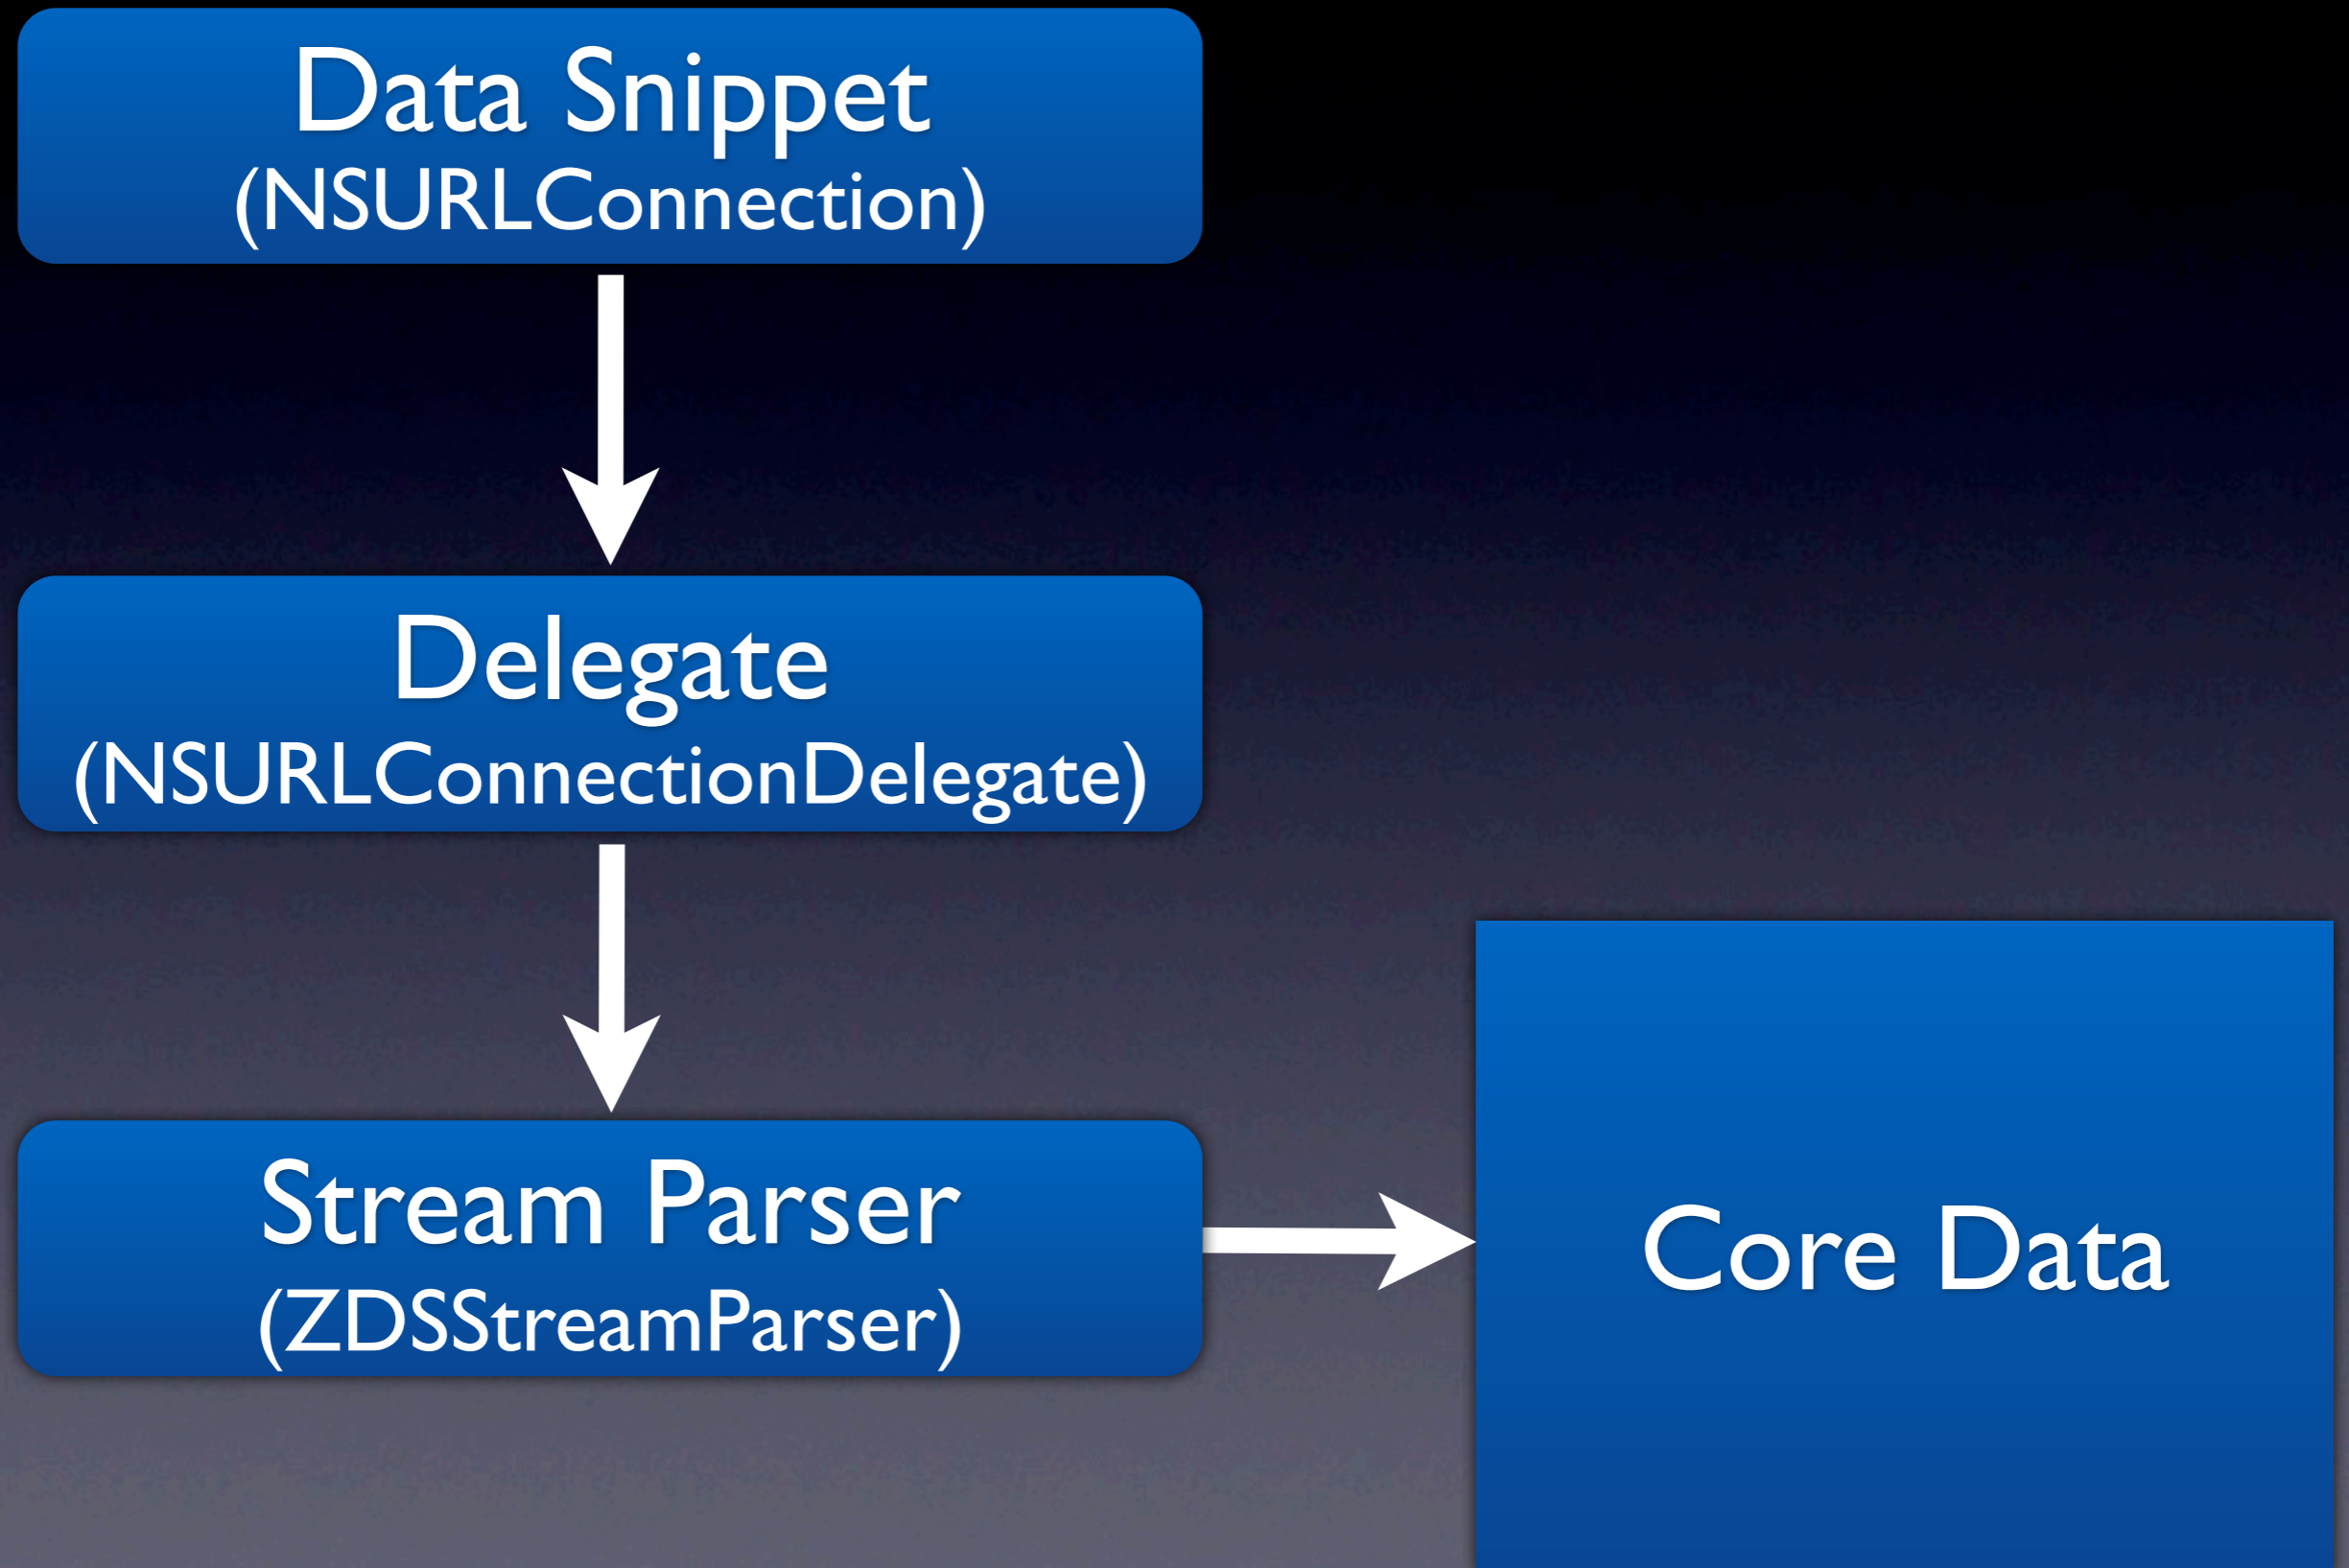 Data Snippet
(NSURLConnection)
Delegate
(NSURLConnectionDelegate)
Stream Parser
(ZDSStreamParser)
Core Data